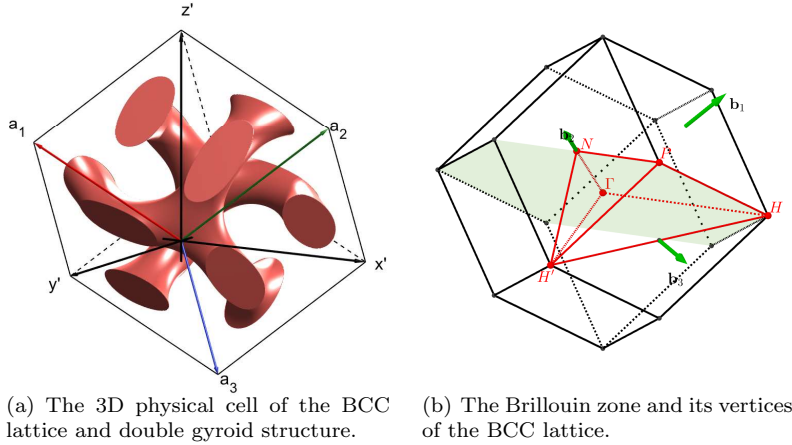 z'
a1
a2
x'
y'
a3
b1
b2
N
P
Γ
H
H'
b3
(a) The 3D physical cell of the BCC
lattice and double gyroid structure.
(b) The Brillouin zone and its vertices
of the BCC lattice.